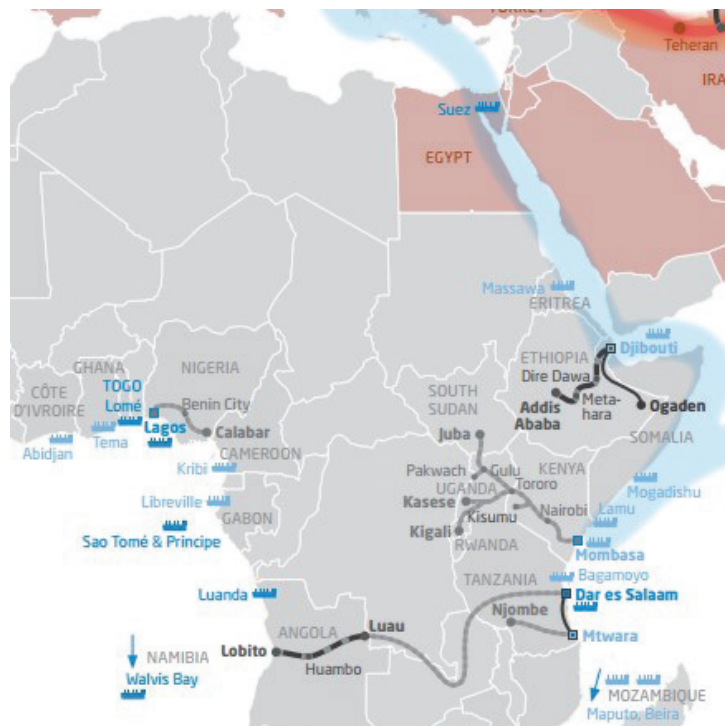 TURKEY
Teheran
IRA
Suez
EGYPT
Massawa
ERITREA
Djibouti
ETHIOPIA
Dire Dawa
Meta-
hara
Addis
Ababa
Ogaden
SOMALIA
GHANA
NIGERIA
TOGO
CÔTE
D'IVOIRE
Lomé
Benin City
Lagos
Abidjan
Tema
Calabar
CAMEROON
Kribi
SOUTH
SUDAN
Juba
Pakwach
Gulu
KENYA
UGANDA
Tororo
Kasese
Kisumu
Nairobi
Mogadishu
Lamu
Kigali
RWANDA
Mombasa
Libreville
GABON
Sao Tomé & Principe
Bagamoyo
TANZANIA
Dar es Salaam
Luanda
Njombe
Mtwara
ANGOLA
Luau
Lobito
Huambo
NAMIBIA
Walvis Bay
MOZAMBIQUE
Maputo, Beira